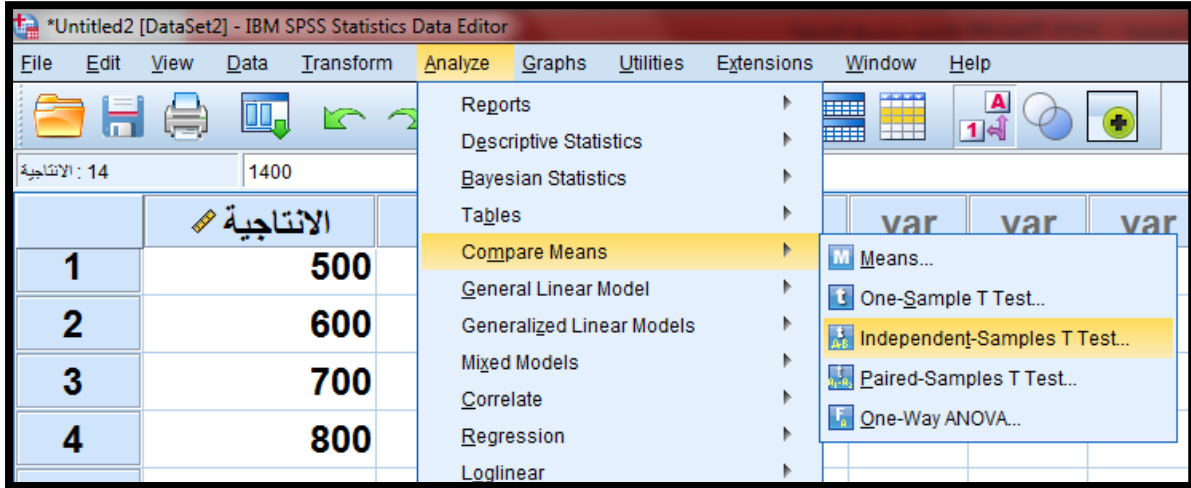 *Untitled2 [DataSet2] - IBM SPSS Statistics Data Editor
File Edit View Data Transform Analyze Graphs Utilities Extensions Window Help
14 : الانتاجية 1400
الانتاجية var var var
1 500
2 600
3 700
4 800
Reports
Descriptive Statistics
Bayesian Statistics
Tables
Compare Means
General Linear Model
Generalized Linear Models
Mixed Models
Correlate
Regression
Loglinear
Means...
One-Sample T Test...
Independent-Samples T Test...
Paired-Samples T Test...
One-Way ANOVA...